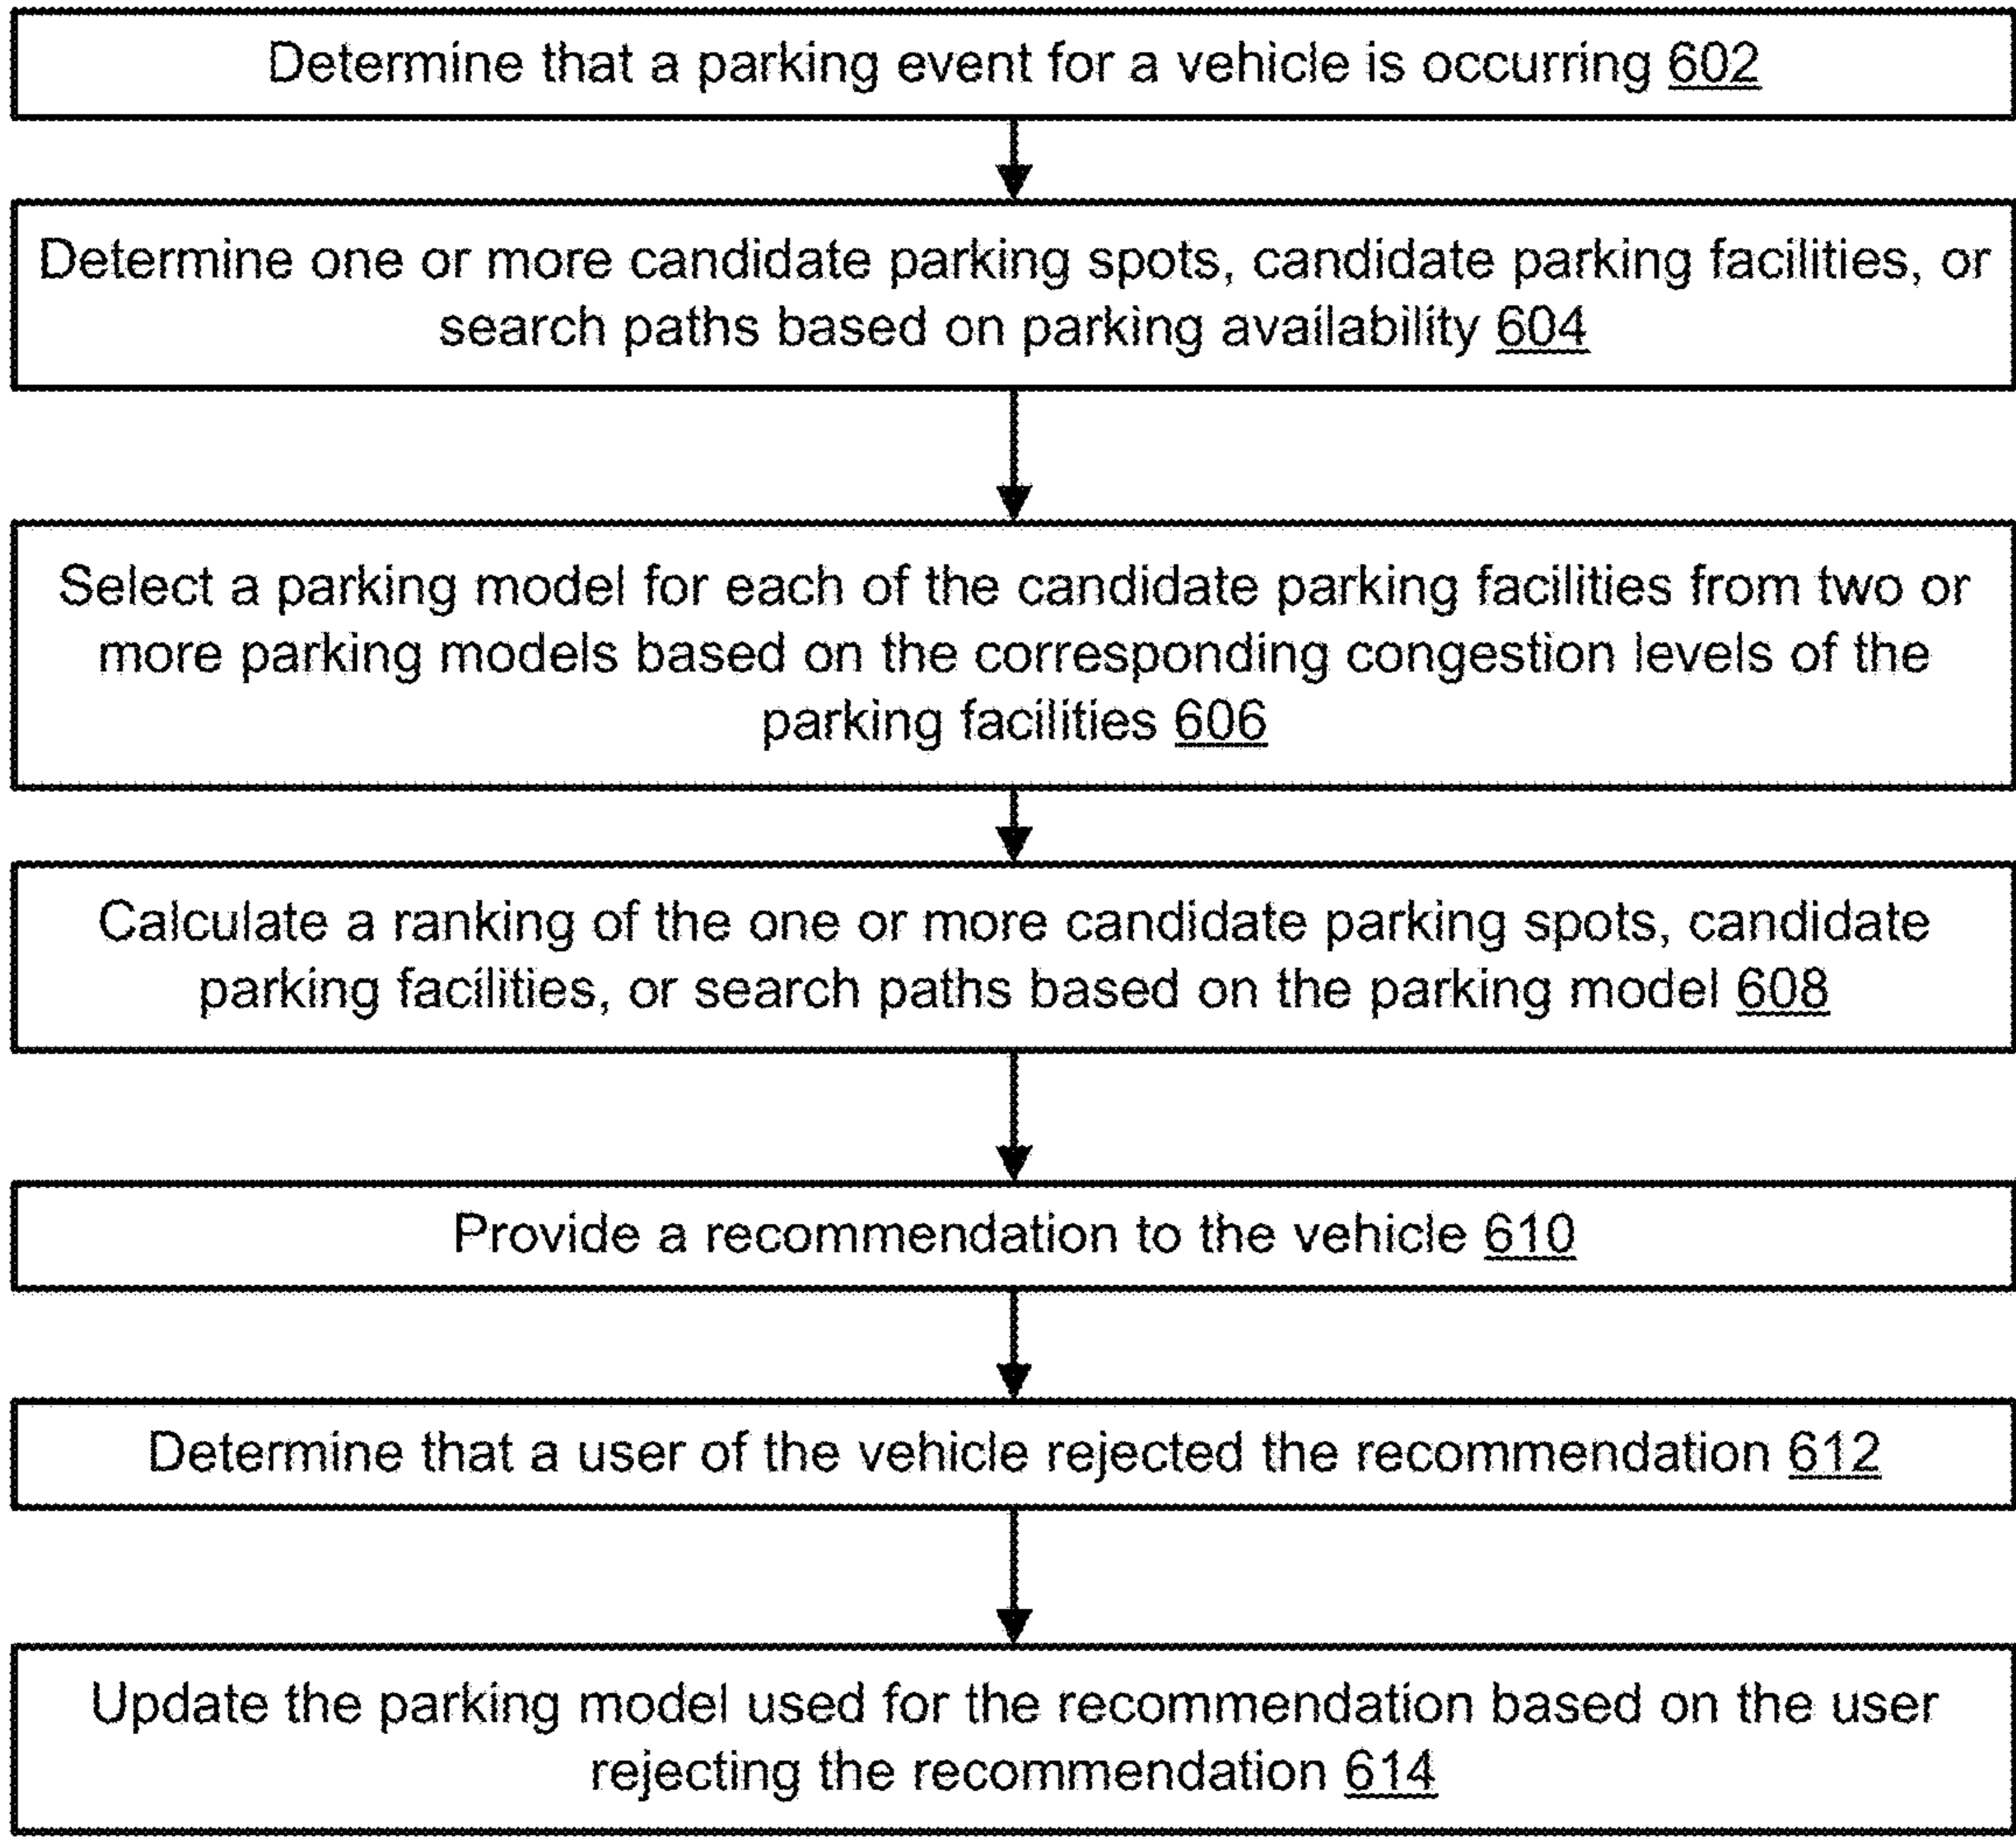 Determine that a parking event for a vehicle is occurring 602
Determine one or more candidate parking spots, candidate parking facilities, or
search paths based on parking availability 604
Select a parking model for each of the candidate parking facilities from two or
more parking models based on the corresponding congestion levels of the
parking facilities 606
Calculate a ranking of the one or more candidate parking spots, candidate
parking facilities, or search paths based on the parking model 608
Provide a recommendation to the vehicle 610
Determine that a user of the vehicle rejected the recommendation 612
Update the parking model used for the recommendation based on the user
rejecting the recommendation 614